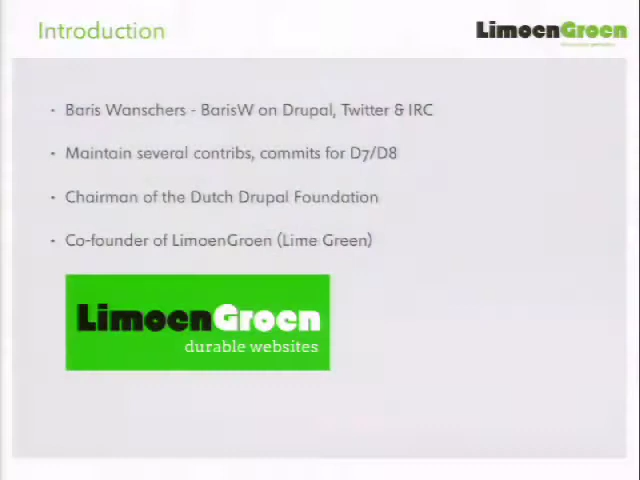 Introduction
LimoenGroen
· Baris Wanschers - BarisW on Drupal, Twitter & IRC
· Maintain several contribs, commits for D7/D8
· Chairman of the Dutch Drupal Foundation
· Co-founder of LimoenGroen (Lime Green)
LimoenGroen
durable websites